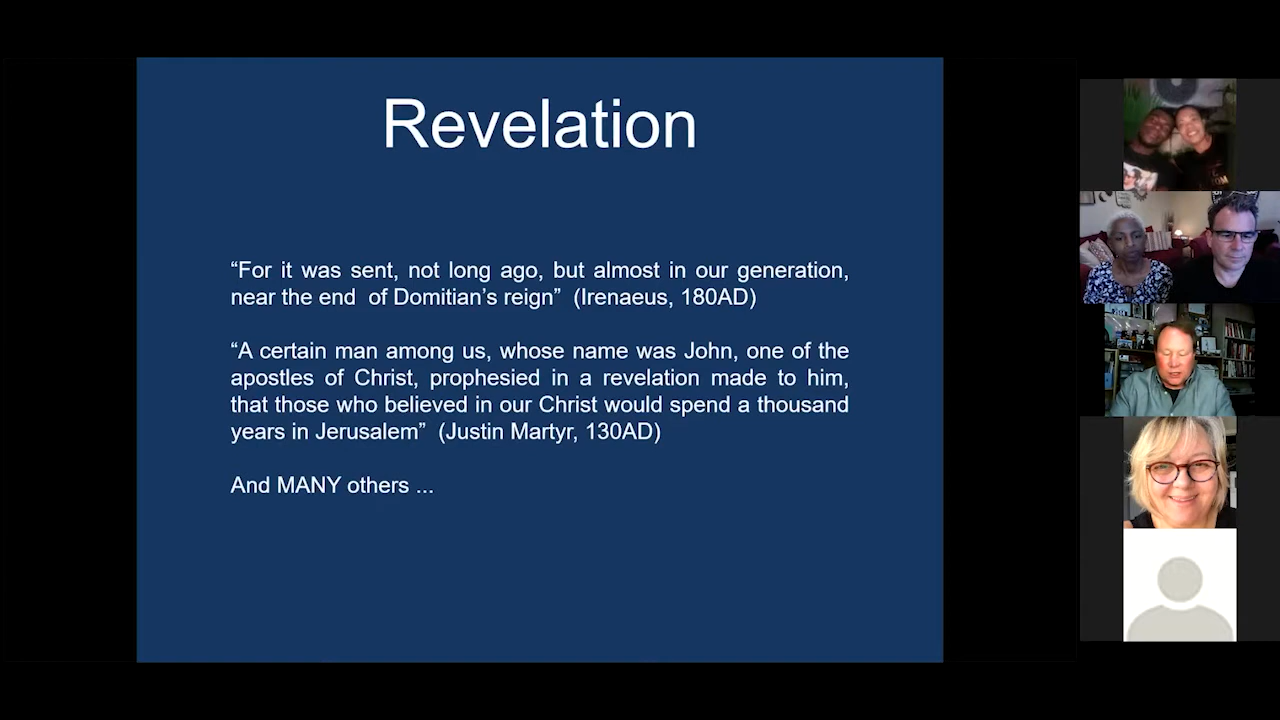 Revelation
“For it was sent, not long ago, but almost in our generation,
near the end  of Domitian’s reign”  (Irenaeus, 180AD)
“A certain man among us, whose name was John, one of the
apostles of Christ, prophesied in a revelation made to him,
that those who believed in our Christ would spend a thousand
years in Jerusalem”  (Justin Martyr, 130AD)
And MANY others ...